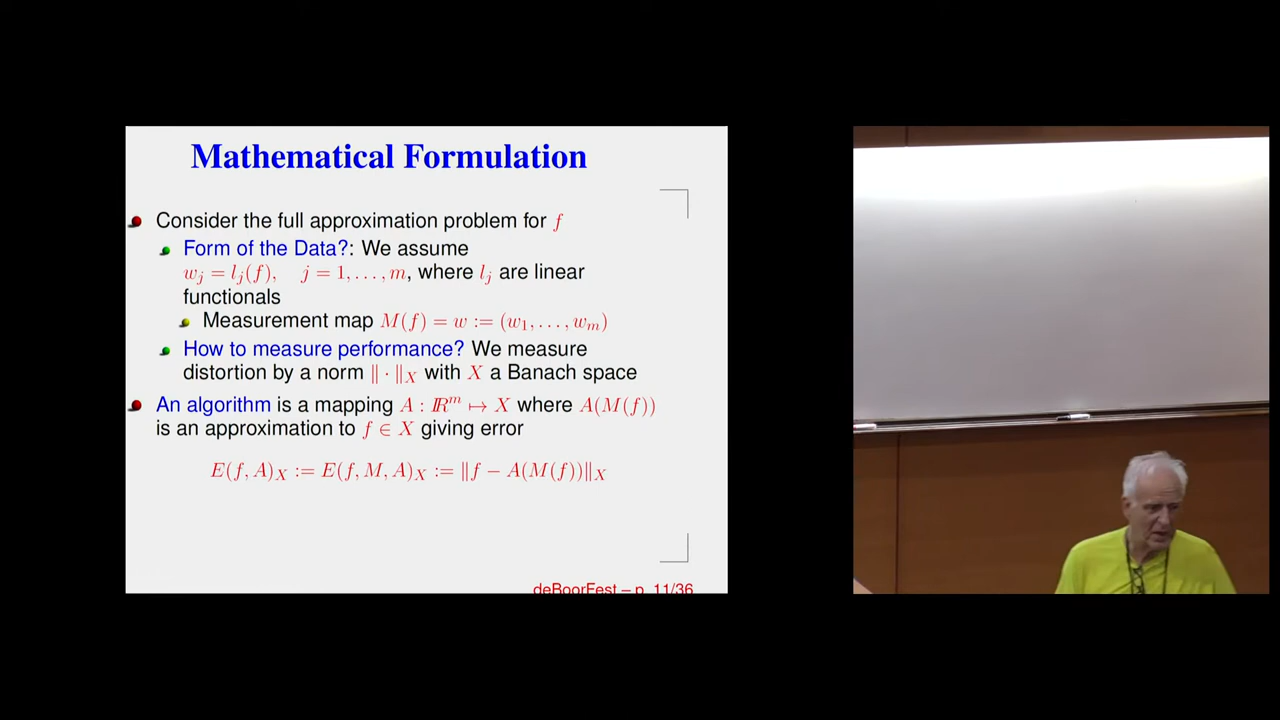 Mathematical Formulation
Consider the full approximation problem for f
Form of the Data?: We assume
w_j = l_j(f), j = 1, . . . , m, where l_j are linear
functionals
Measurement map M(f) = w := (w_1, . . . , w_m)
How to measure performance? We measure
distortion by a norm ‖ · ‖_X with X a Banach space
An algorithm is a mapping A : ℝ^m ↦ X where A(M(f))
is an approximation to f ∈ X giving error
E(f, A)_X := E(f, M, A)_X := ‖f − A(M(f))‖_X
deBoorFest – p. 11/36